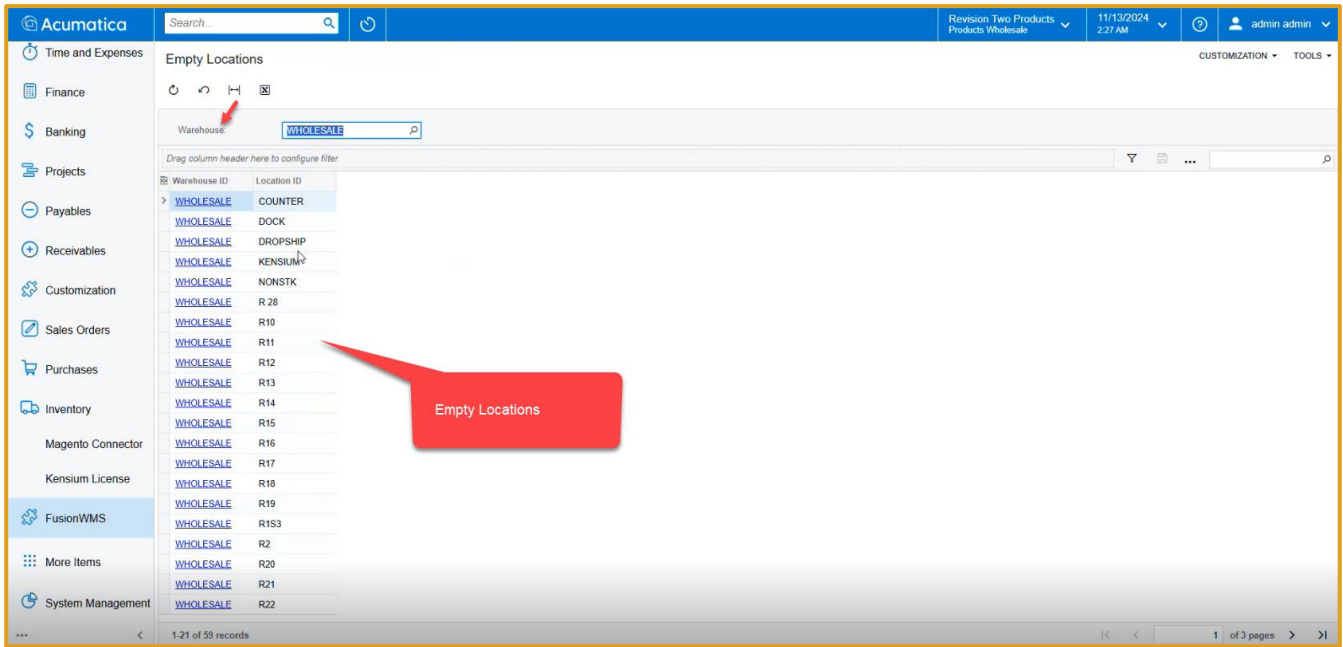 Acumatica
Search...
Revision Two Products
Products Wholesale
11/13/2024
2:27 AM
admin admin
Time and Expenses
Finance
Banking
Projects
Payables
Receivables
Customization
Sales Orders
Purchases
Inventory
Magento Connector
Kensium License
FusionWMS
More Items
System Management
Empty Locations
CUSTOMIZATION
TOOLS
Warehouse:
WHOLESALE
Drag column header here to configure filter
Warehouse ID Location ID
WHOLESALE COUNTER
WHOLESALE DOCK
WHOLESALE DROPSHIP
WHOLESALE KENSIUM
WHOLESALE NONSTK
WHOLESALE R 28
WHOLESALE R10
WHOLESALE R11
WHOLESALE R12
WHOLESALE R13
WHOLESALE R14
WHOLESALE R15
WHOLESALE R16
WHOLESALE R17
WHOLESALE R18
WHOLESALE R19
WHOLESALE R1S3
WHOLESALE R2
WHOLESALE R20
WHOLESALE R21
WHOLESALE R22
Empty Locations
1-21 of 59 records
1 of 3 pages